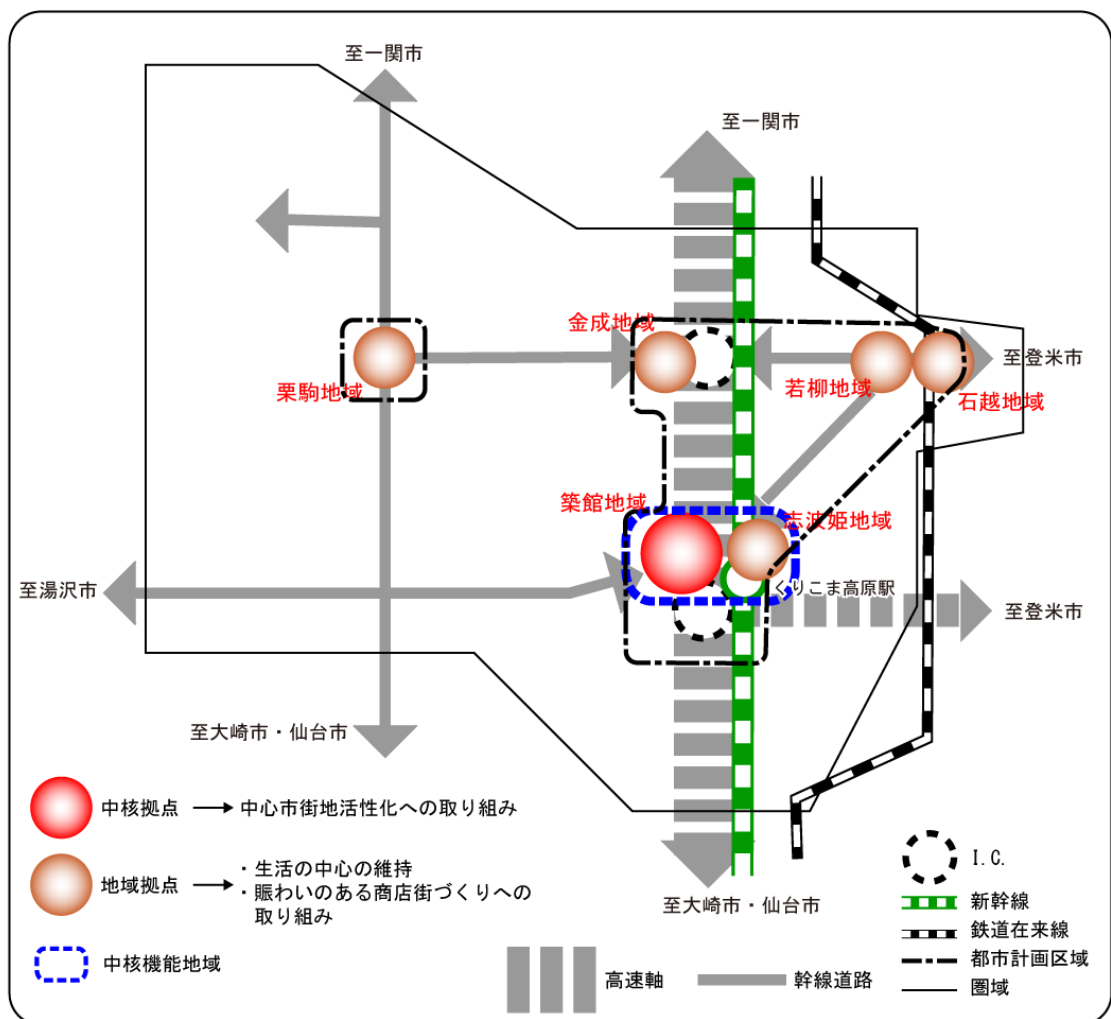 至一関市
至一関市
金成地域
至登米市
栗駒地域
若柳地域
石越地域
築館地域
志波姫地域
至湯沢市
くりこま高原駅
至登米市
至大崎市・仙台市
中核拠点
中心市街地活性化への取り組み
I.C.
地域拠点
・生活の中心の維持
・賑わいのある商店街づくりへの
取り組み
至大崎市・仙台市
新幹線
鉄道在来線
中核機能地域
都市計画区域
高速軸
幹線道路
圏域